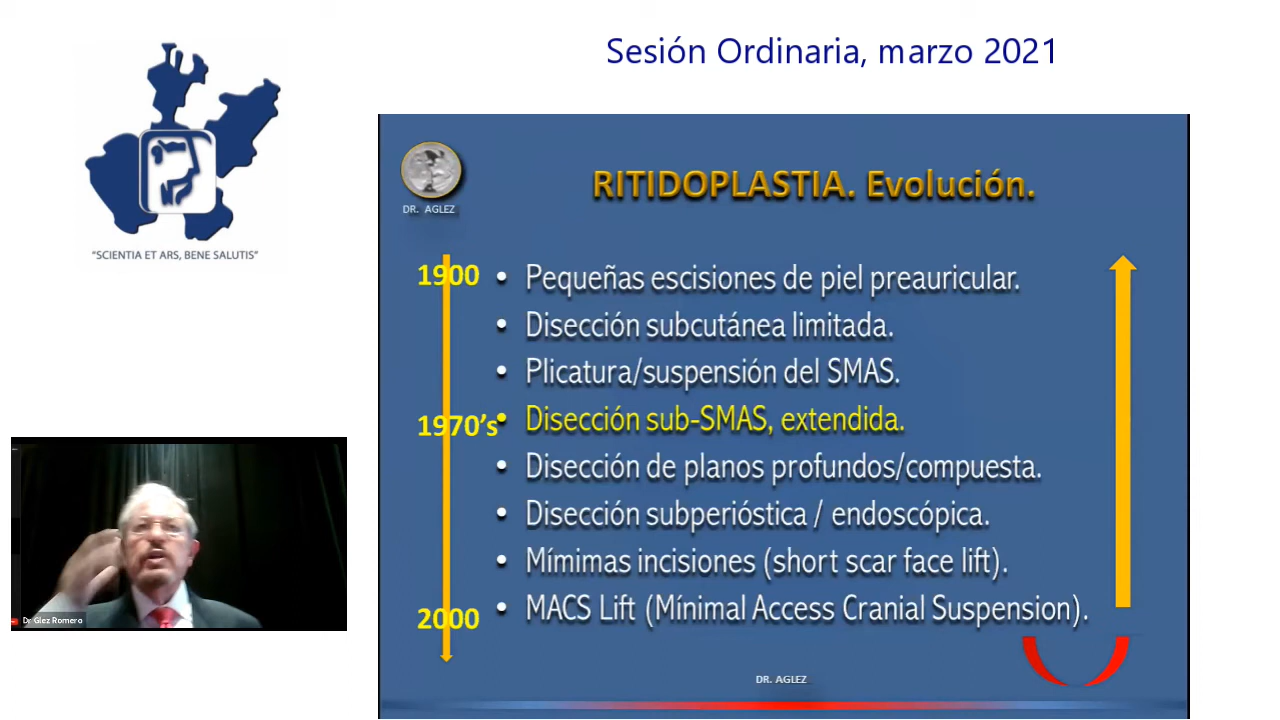 Sesión Ordinaria, marzo 2021
"SCIENTIA ET ARS, BENE SALUTIS"
DR. AGLEZ
RITIDOPLASTIA. Evolución.
1900
• Pequeñas escisiones de piel preauricular.
• Disección subcutánea limitada.
• Plicatura/suspensión del SMAS.
1970's
• Disección sub-SMAS, extendida.
• Disección de planos profundos/compuesta.
• Disección subperióstica / endoscópica.
• Mímimas incisiones (short scar face lift).
2000
• MACS Lift (Mínimal Access Cranial Suspension).
DR. AGLEZ
Dr Glez Romero